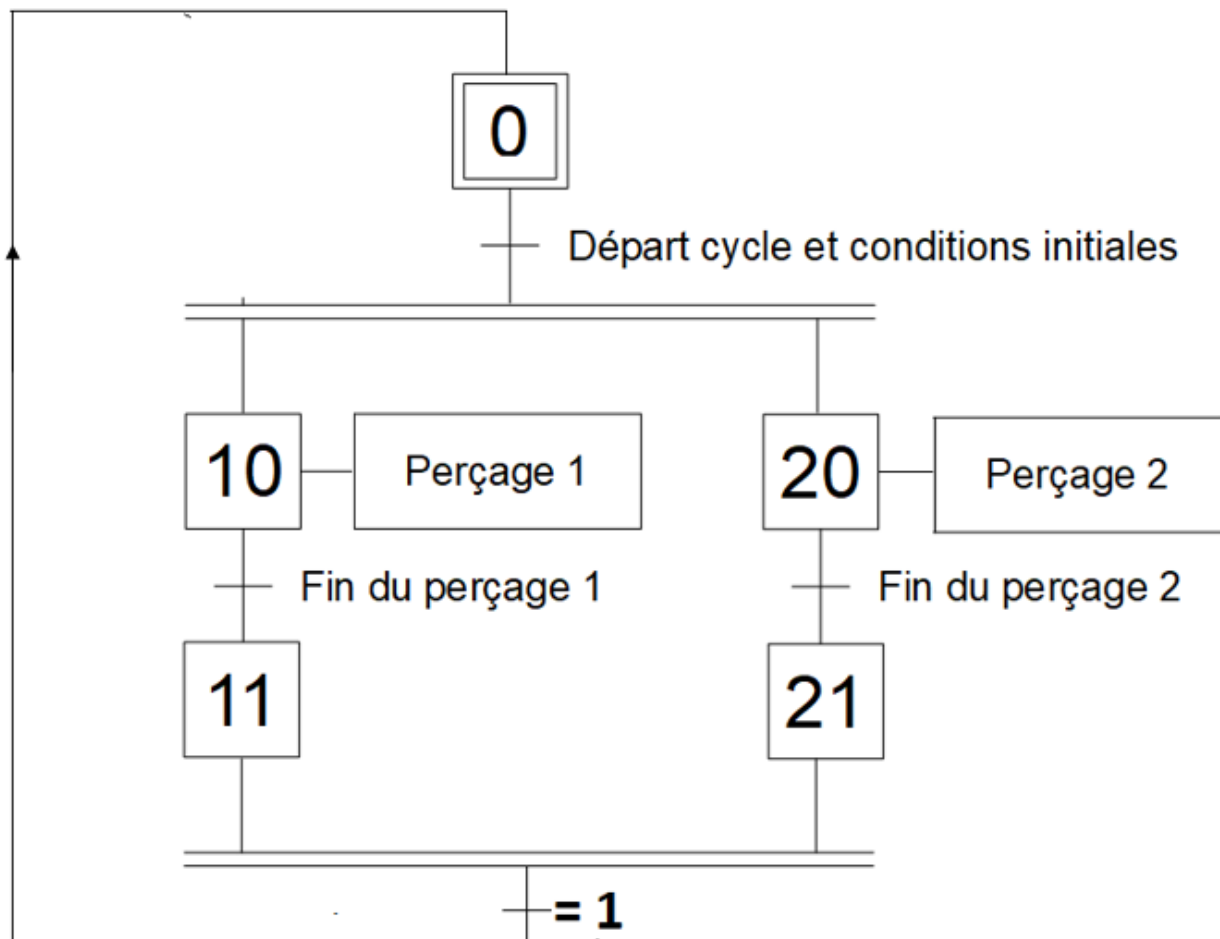 0
Départ cycle et conditions initiales
10
Perçage 1
20
Perçage 2
Fin du perçage 1
Fin du perçage 2
11
21
= 1